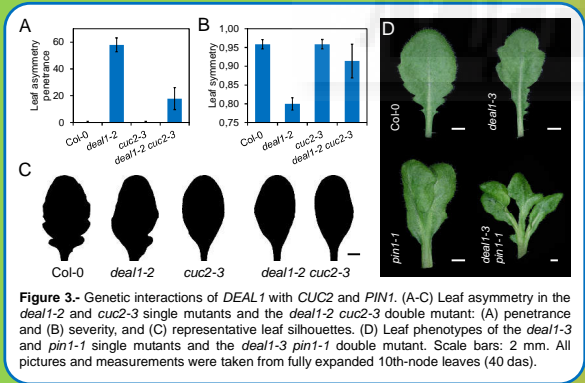 A
Leaf asymmetry
penetrance
60
40
20
0
Col-0
deal1-2
cuc2-3
deal1-2 cuc2-3
B
Leaf symmetry
1,00
0,95
0,90
0,85
0,80
0,75
Col-0
deal1-2
cuc2-3
deal1-2 cuc2-3
C
Col-0
deal1-2
cuc2-3
deal1-2 cuc2-3
D
Col-0
deal1-3
pin1-1
deal1-3
pin1-1
Figure 3.- Genetic interactions of DEAL1 with CUC2 and PIN1. (A-C) Leaf asymmetry in the
deal1-2 and cuc2-3 single mutants and the deal1-2 cuc2-3 double mutant: (A) penetrance
and (B) severity, and (C) representative leaf silhouettes. (D) Leaf phenotypes of the deal1-3
and pin1-1 single mutants and the deal1-3 pin1-1 double mutant. Scale bars: 2 mm. All
pictures and measurements were taken from fully expanded 10th-node leaves (40 das).